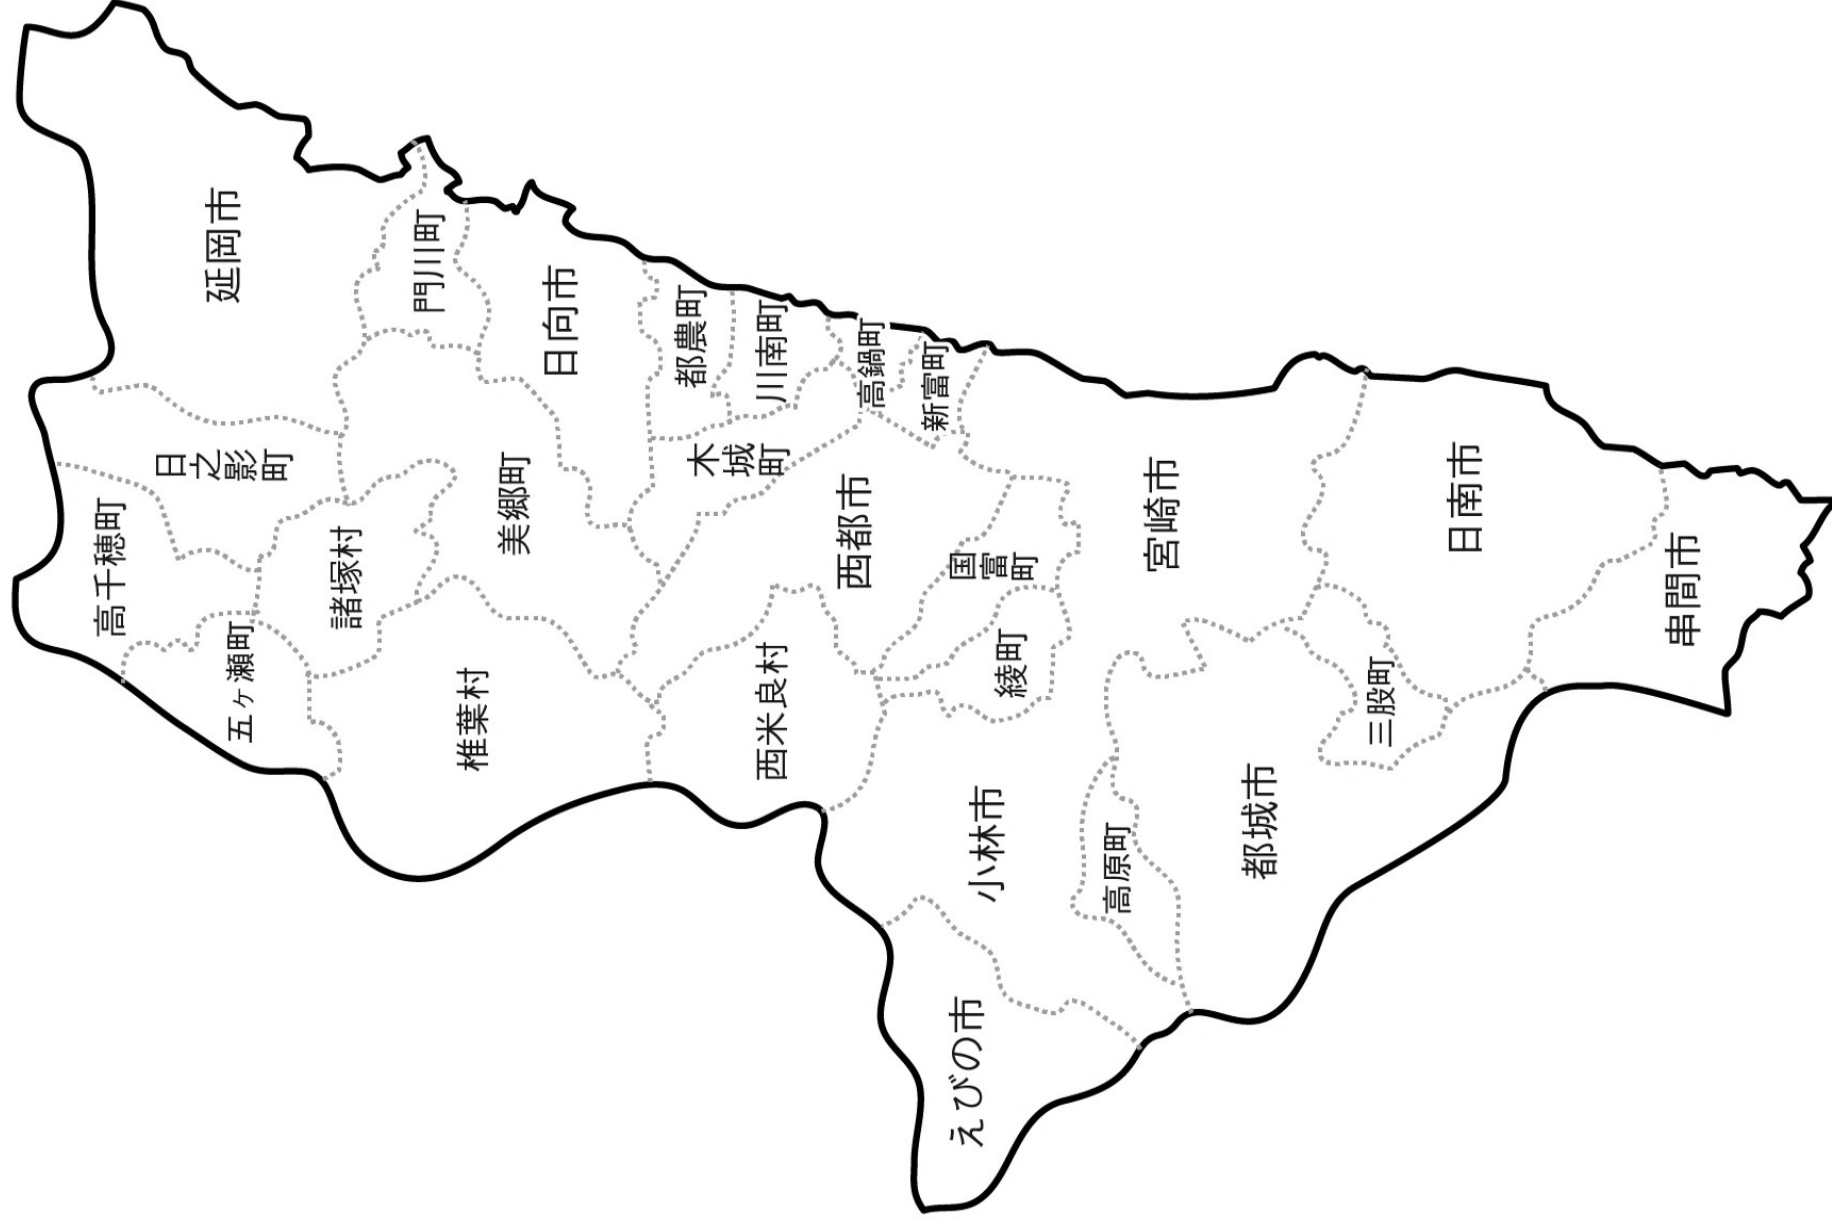 高千穂町
日之影町
延岡市
五ヶ瀬町
諸塚村
門川町
椎葉村
美郷町
日向市
木城町
都農町
川南町
西米良村
西都市
高鍋町
新富町
えびの市
小林市
綾町
国富町
高原町
宮崎市
都城市
三股町
日南市
串間市